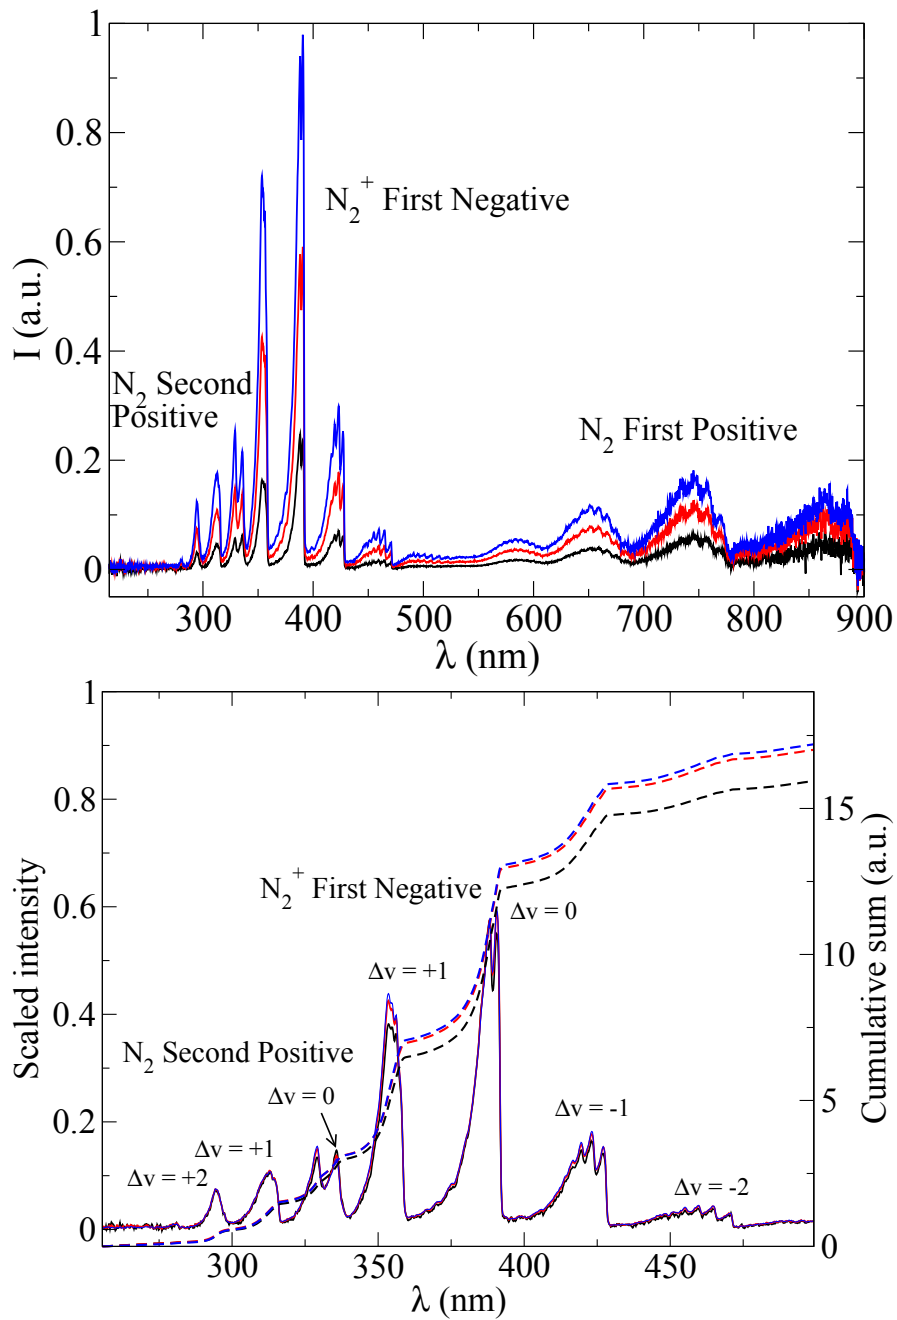 1
0.8
0.6
0.4
0.2
0
I (a.u.)
N₂⁺ First Negative
N₂ Second
Positive
N₂ First Positive
300 400 500 600 700 800 900
λ (nm)
1
0.8
0.6
0.4
0.2
0
Scaled intensity
15
10
5
0
Cumulative sum (a.u.)
N₂⁺ First Negative
Δv = 0
Δv = +1
N₂ Second Positive
Δv = 0
Δv = +1
Δv = +2
Δv = -1
Δv = -2
300 350 400 450
λ (nm)